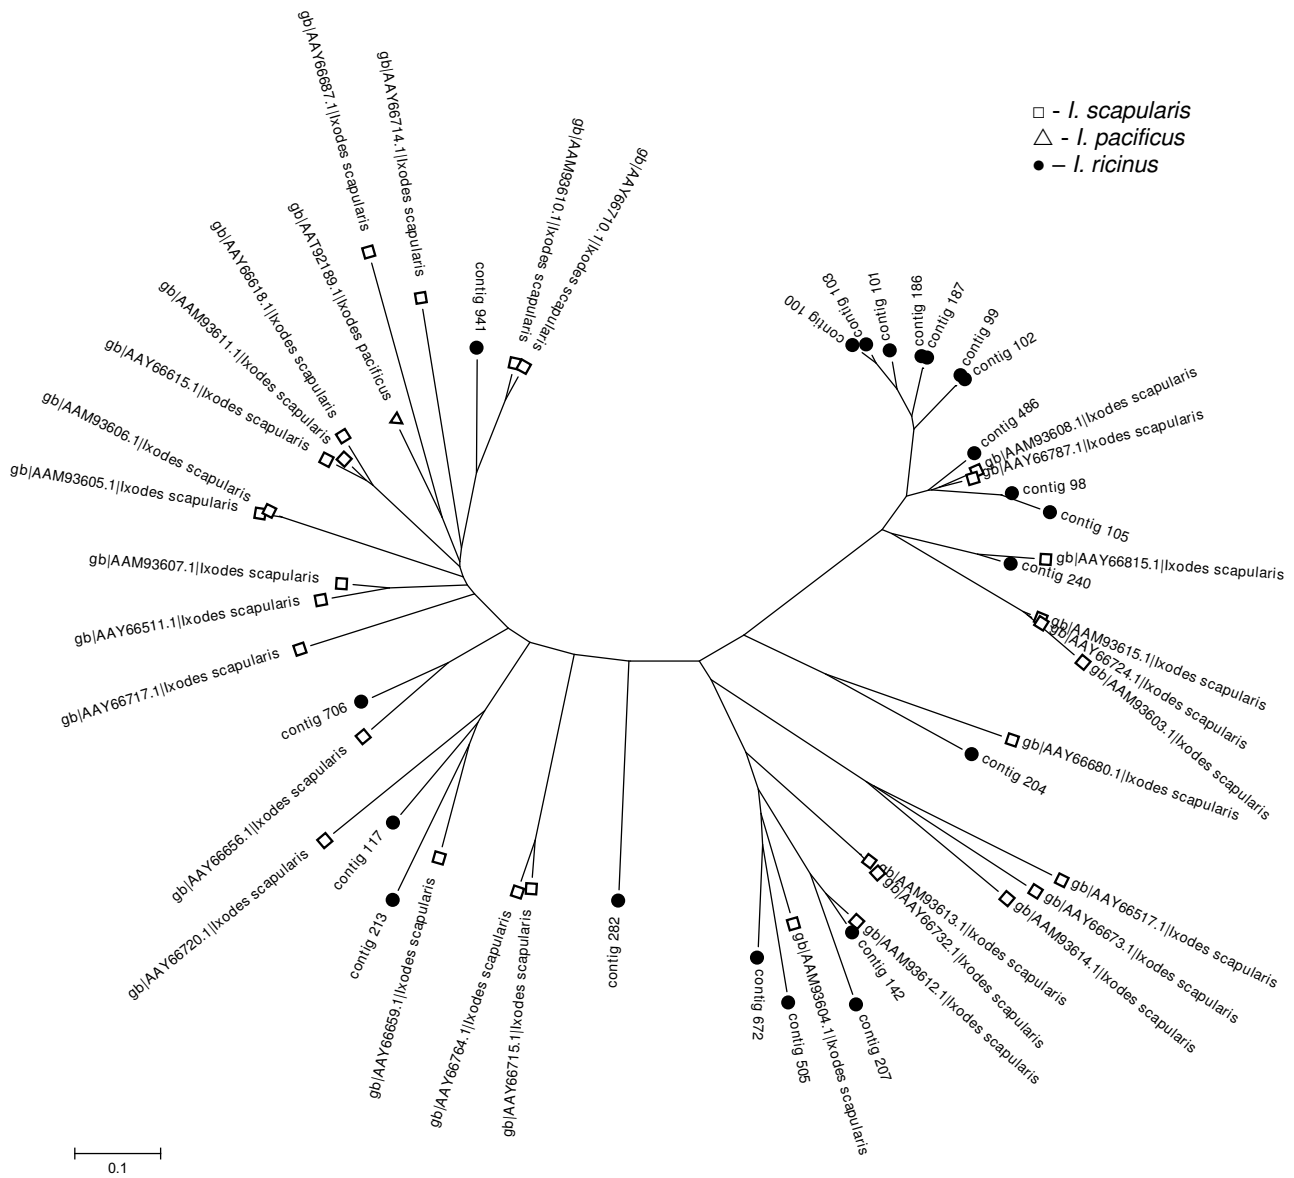 □ - I. scapularis
△ - I. pacificus
● – I. ricinus
gb|AAY66687.1|Ixodes scapularis
gb|AAY66714.1|Ixodes scapularis
contig 941
gb|AAM93610.1|Ixodes scapularis
gb|AAY66710.1|Ixodes scapularis
contig 100
contig 103
contig 101
contig 186
contig 187
contig 99
contig 102
contig 486
gb|AAM93608.1|Ixodes scapularis
gb|AAY66787.1|Ixodes scapularis
contig 98
contig 105
gb|AAY66815.1|Ixodes scapularis
contig 240
gb|AAM93615.1|Ixodes scapularis
gb|AAY66724.1|Ixodes scapularis
gb|AAM93603.1|Ixodes scapularis
gb|AAY66680.1|Ixodes scapularis
contig 204
gb|AAY66517.1|Ixodes scapularis
gb|AAY66673.1|Ixodes scapularis
gb|AAM93614.1|Ixodes scapularis
gb|AAM93613.1|Ixodes scapularis
gb|AAY66732.1|Ixodes scapularis
gb|AAM93612.1|Ixodes scapularis
contig 142
contig 207
gb|AAM93604.1|Ixodes scapularis
contig 505
contig 672
contig 282
gb|AAY66715.1|Ixodes scapularis
gb|AAY66764.1|Ixodes scapularis
gb|AAY66659.1|Ixodes scapularis
contig 213
contig 117
gb|AAY66720.1|Ixodes scapularis
gb|AAY66656.1|Ixodes scapularis
contig 706
gb|AAY66717.1|Ixodes scapularis
gb|AAY66511.1|Ixodes scapularis
gb|AAM93607.1|Ixodes scapularis
gb|AAM93605.1|Ixodes scapularis
gb|AAM93606.1|Ixodes scapularis
gb|AAY66615.1|Ixodes scapularis
gb|AAM93611.1|Ixodes scapularis
gb|AAY66618.1|Ixodes scapularis
gb|AAT92189.1|Ixodes pacificus
0.1